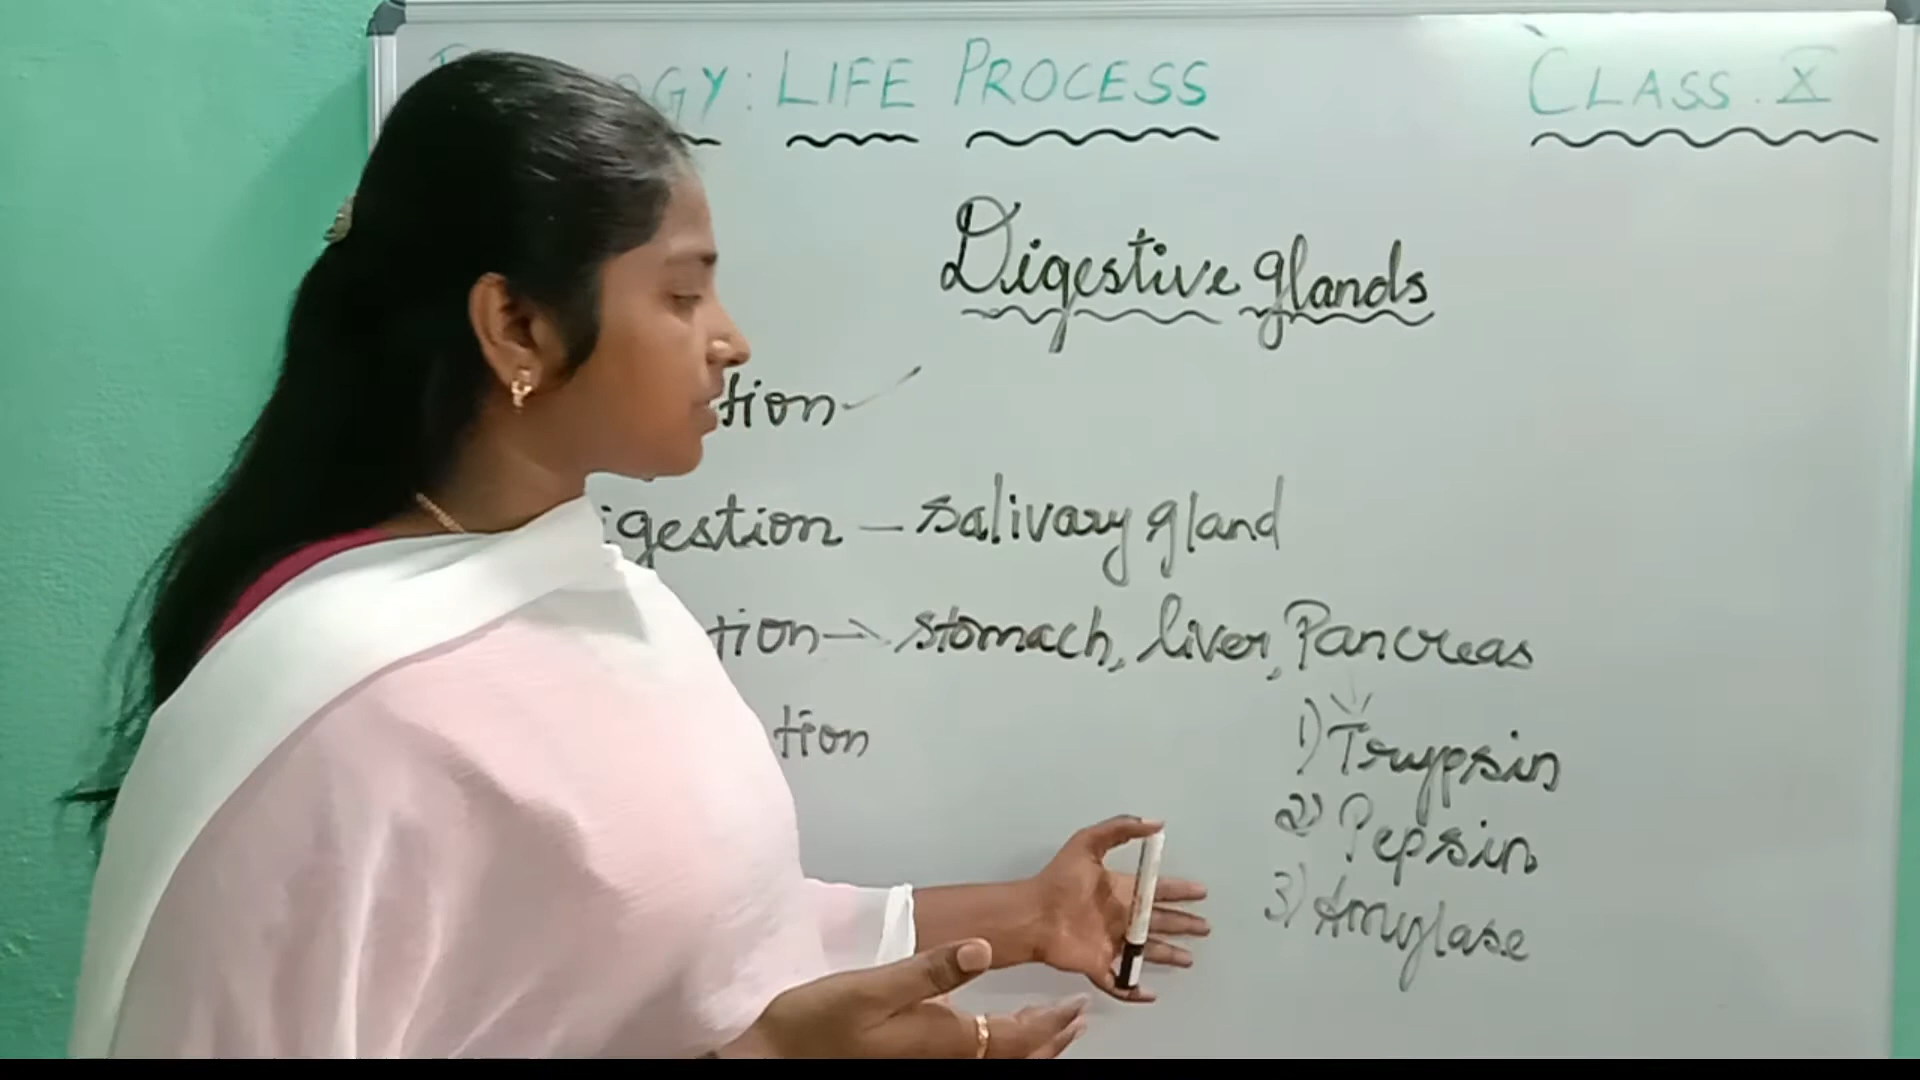 OGY: LIFE PROCESS CLASS. X
Digestive glands
tion-
igestion - salivary gland
tion → stomach, liver, Pancreas
tion
1) Trypsin
2) Pepsin
3) Amylase